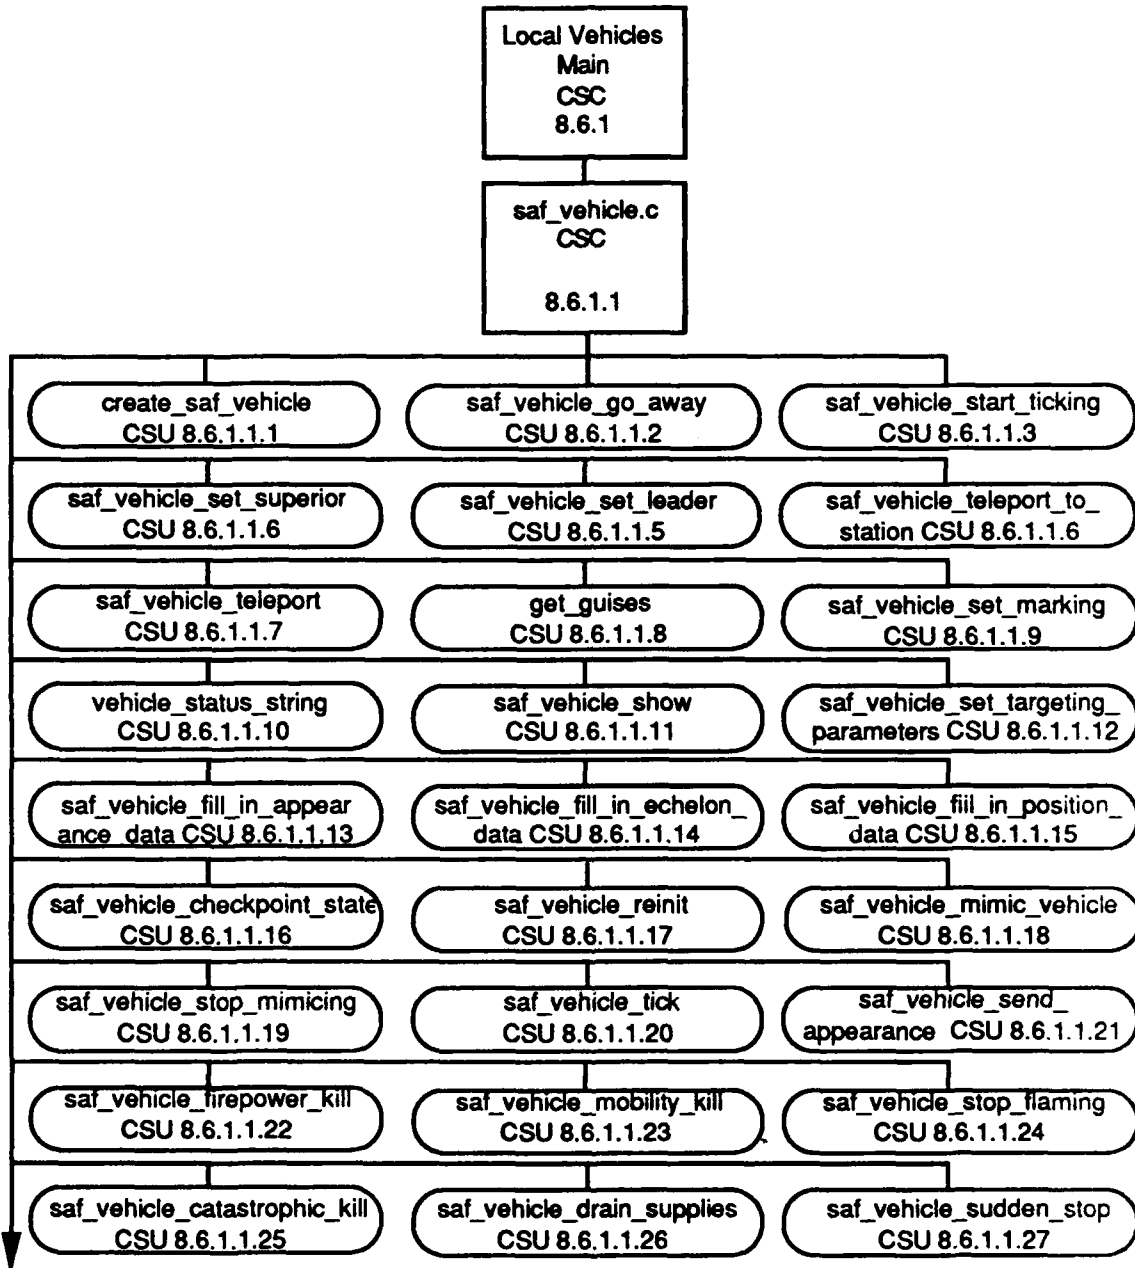 Local Vehicles
Main
CSC
8.6.1
saf_vehicle.c
CSC
8.6.1.1
create_saf_vehicle
CSU 8.6.1.1.1
saf_vehicle_go_away
CSU 8.6.1.1.2
saf_vehicle_start_ticking
CSU 8.6.1.1.3
saf_vehicle_set_superior
CSU 8.6.1.1.6
saf_vehicle_set_leader
CSU 8.6.1.1.5
saf_vehicle_teleport_to_
station CSU 8.6.1.1.6
saf_vehicle_teleport
CSU 8.6.1.1.7
get_guises
CSU 8.6.1.1.8
saf_vehicle_set_marking
CSU 8.6.1.1.9
vehicle_status_string
CSU 8.6.1.1.10
saf_vehicle_show
CSU 8.6.1.1.11
saf_vehicle_set_targeting_
parameters CSU 8.6.1.1.12
saf_vehicle_fill_in_appear
ance_data CSU 8.6.1.1.13
saf_vehicle_fill_in_echelon_
data CSU 8.6.1.1.14
saf_vehicle_fill_in_position_
data CSU 8.6.1.1.15
saf_vehicle_checkpoint_state
CSU 8.6.1.1.16
saf_vehicle_reinit
CSU 8.6.1.1.17
saf_vehicle_mimic_vehicle
CSU 8.6.1.1.18
saf_vehicle_stop_mimicing
CSU 8.6.1.1.19
saf_vehicle_tick
CSU 8.6.1.1.20
saf_vehicle_send_
appearance CSU 8.6.1.1.21
saf_vehicle_firepower_kill
CSU 8.6.1.1.22
saf_vehicle_mobility_kill
CSU 8.6.1.1.23
saf_vehicle_stop_flaming
CSU 8.6.1.1.24
saf_vehicle_catastrophic_kill
CSU 8.6.1.1.25
saf_vehicle_drain_supplies
CSU 8.6.1.1.26
saf_vehicle_sudden_stop
CSU 8.6.1.1.27